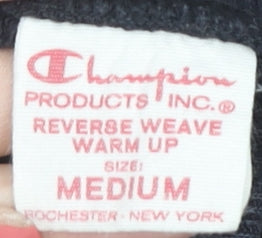 Champion
PRODUCTS INC.®
REVERSE WEAVE
WARM UP
SIZE:
MEDIUM
ROCHESTER · NEW YORK